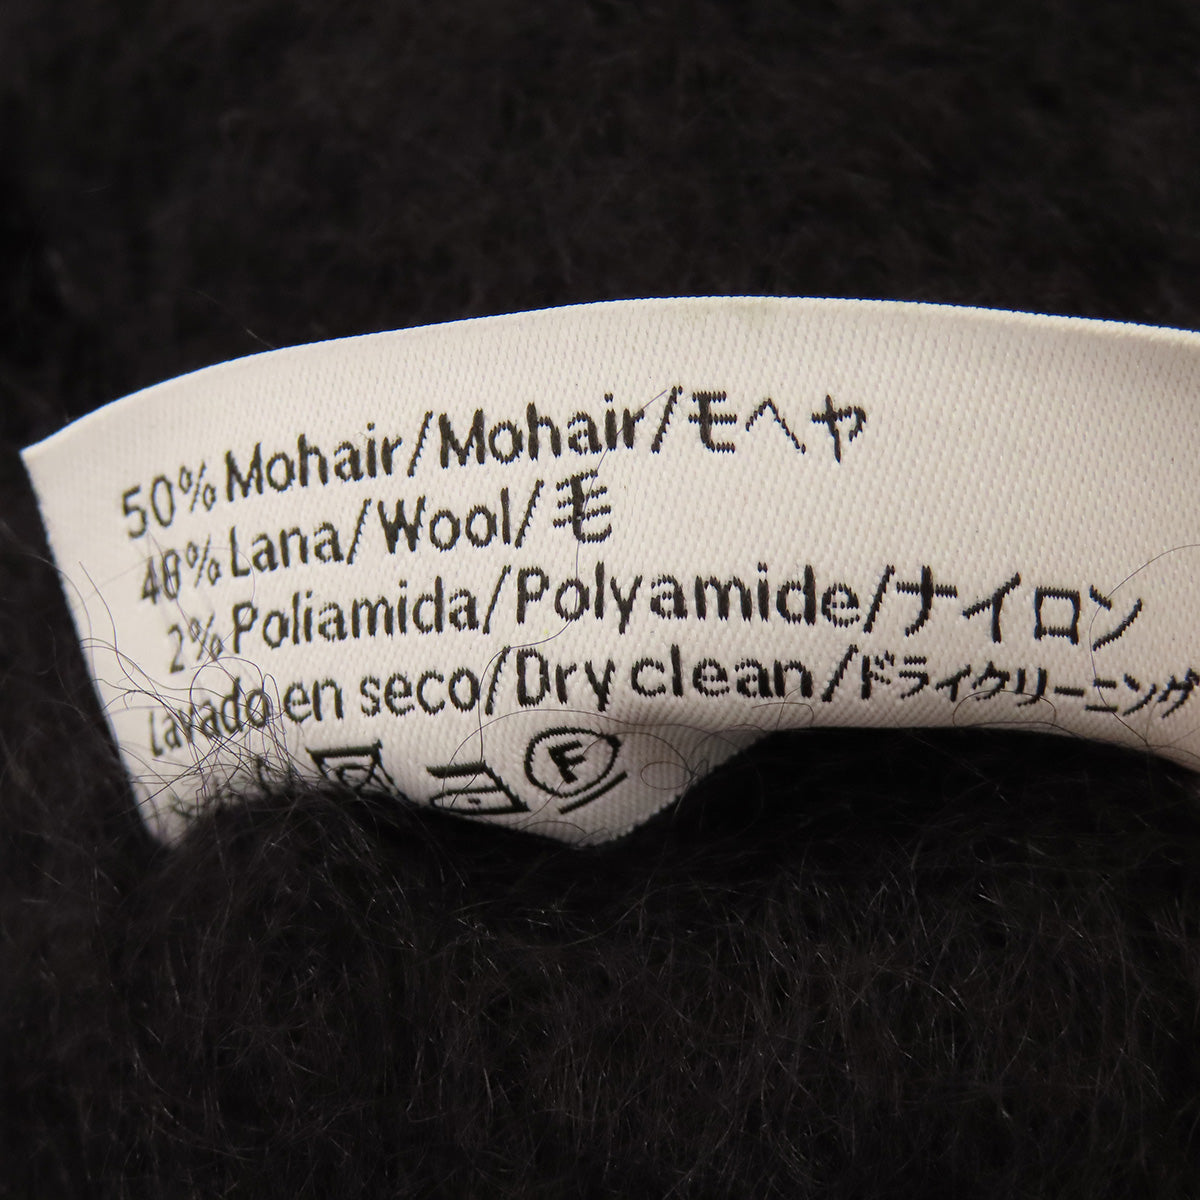 50% Mohair/Mohair/モヘヤ
48% Lana/Wool/毛
2% Poliamida/Polyamide/ナイロン
Lavado en seco/Dry clean/ドライクリーニング
F